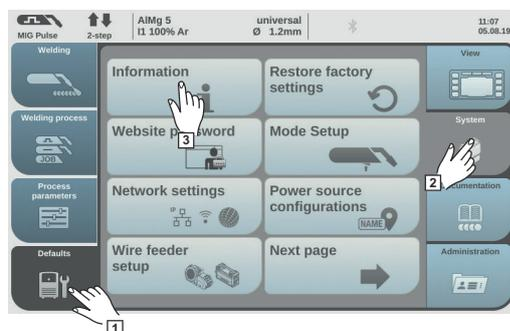 MIG Pulse
2-step
AlMg 5
I1 100% Ar
universal
Ø 1.2mm
11:07
05.08.19
Welding
Welding process
JOB
Process
parameters
Defaults
1
Information
3
Restore factory
settings
Website password
Mode Setup
Network settings
IP
Power source
configurations
NAME
Wire feeder
setup
Next page
View
System
2
Documentation
Administration